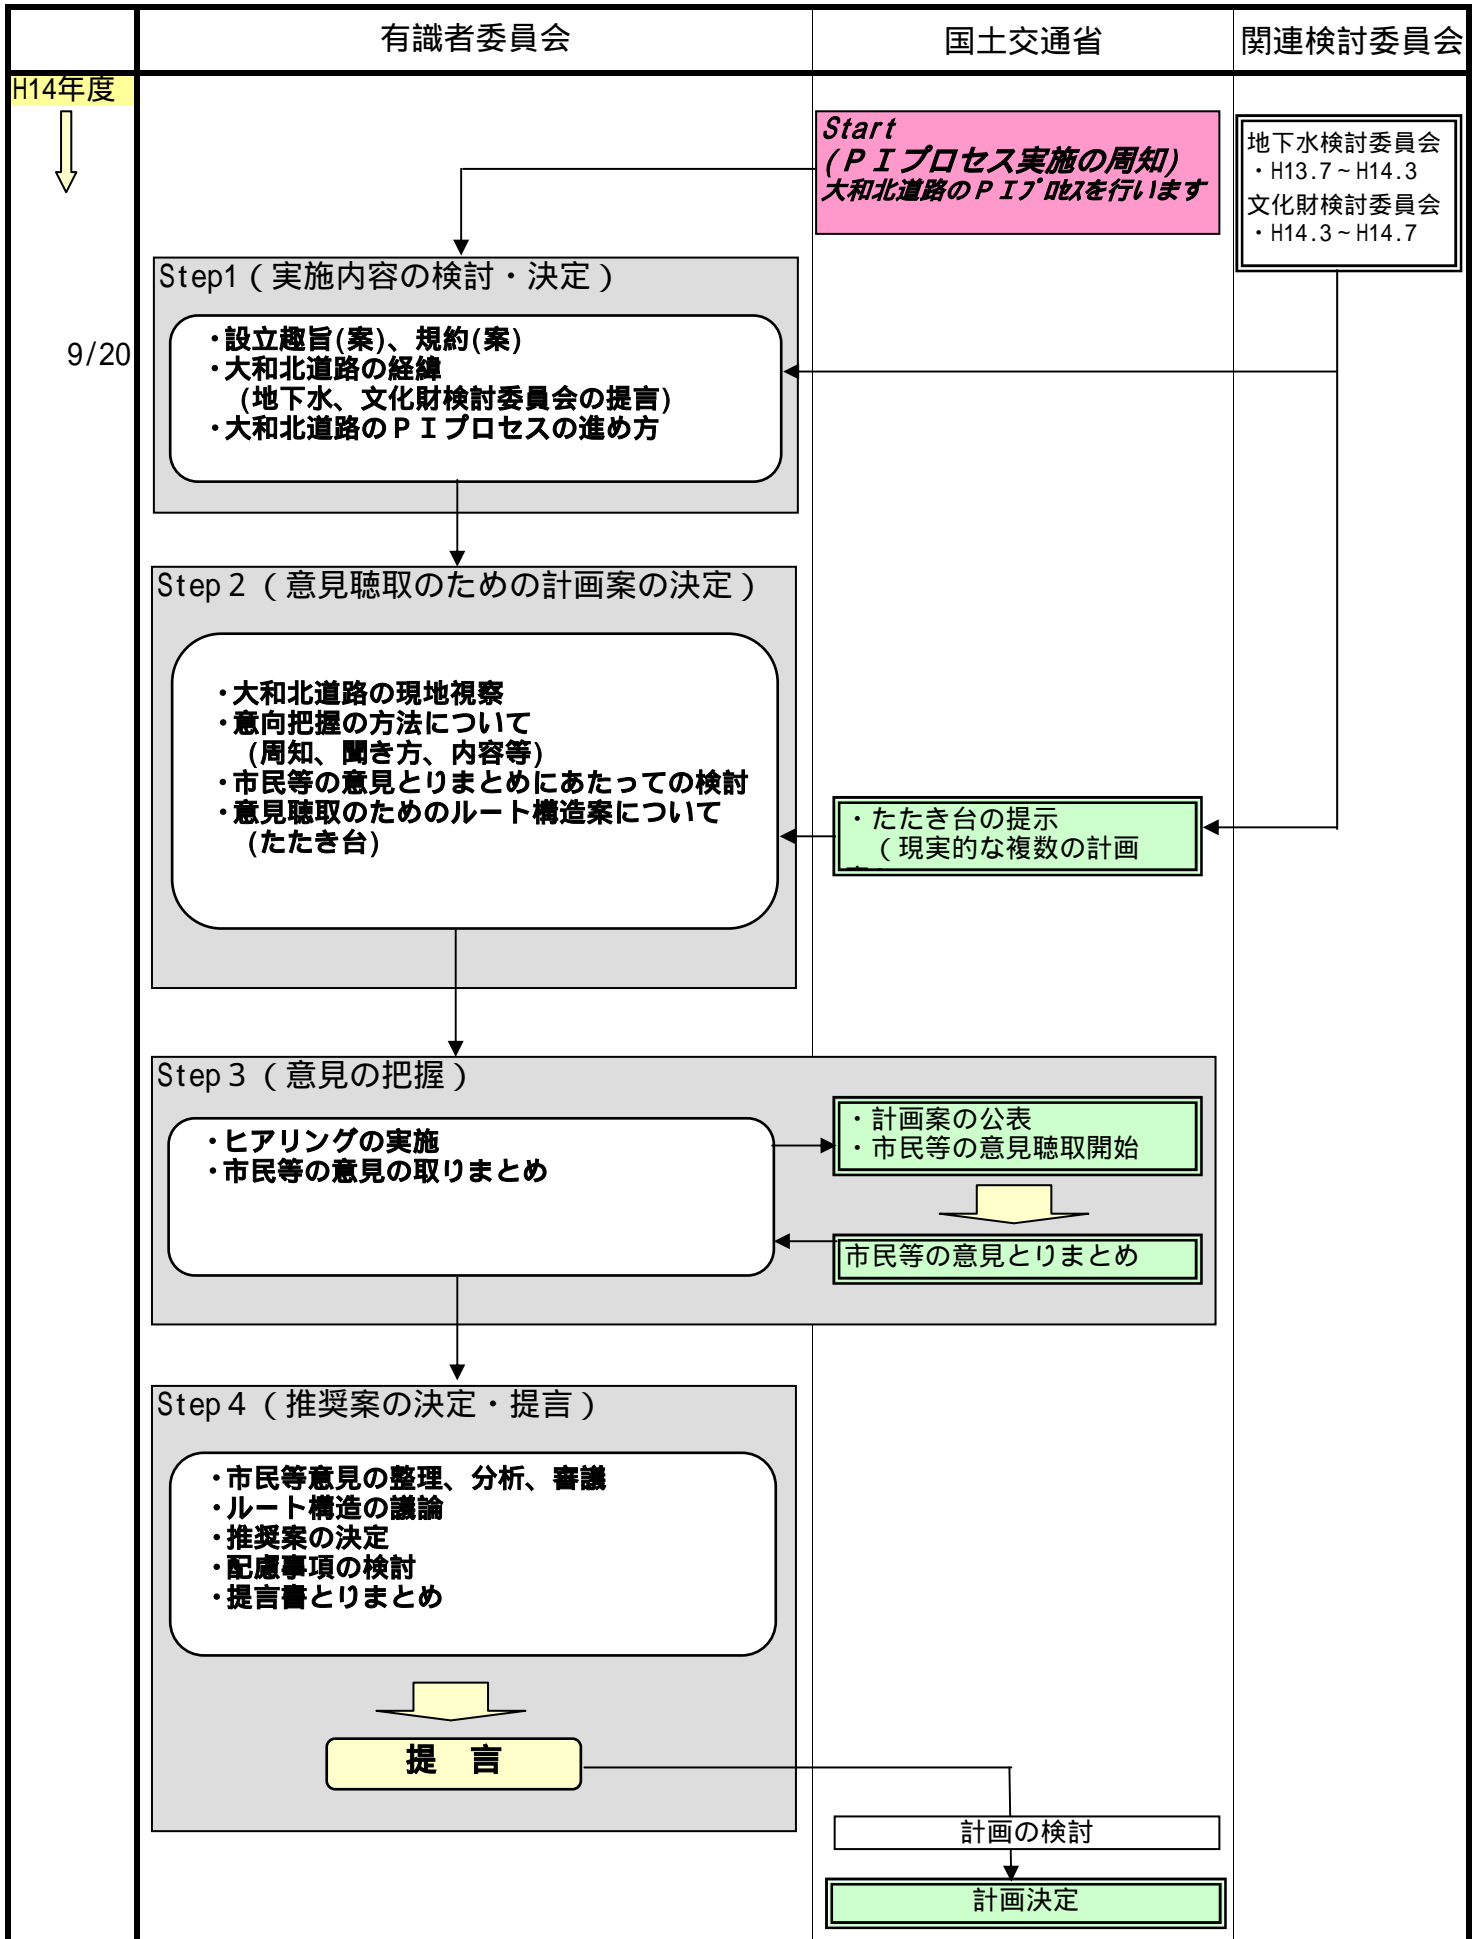 有識者委員会
国土交通省
関連検討委員会
H14年度
Start
(ＰＩプロセス実施の周知)
大和北道路のＰＩﾌﾟﾛｾｽを行います
地下水検討委員会
・H13.7～H14.3
文化財検討委員会
・H14.3～H14.7
Step1（実施内容の検討・決定）
9/20
・設立趣旨(案)、規約(案)
・大和北道路の経緯
(地下水、文化財検討委員会の提言)
・大和北道路のＰＩプロセスの進め方
Step２（意見聴取のための計画案の決定）
・大和北道路の現地視察
・意向把握の方法について
(周知、聞き方、内容等)
・市民等の意見とりまとめにあたっての検討
・意見聴取のためのルート構造案について
(たたき台)
・たたき台の提示
（現実的な複数の計画
Step３（意見の把握）
・ヒアリングの実施
・市民等の意見の取りまとめ
・計画案の公表
・市民等の意見聴取開始
市民等の意見とりまとめ
Step４（推奨案の決定・提言）
・市民等意見の整理、分析、審議
・ルート構造の議論
・推奨案の決定
・配慮事項の検討
・提言書とりまとめ
提　言
計画の検討
計画決定